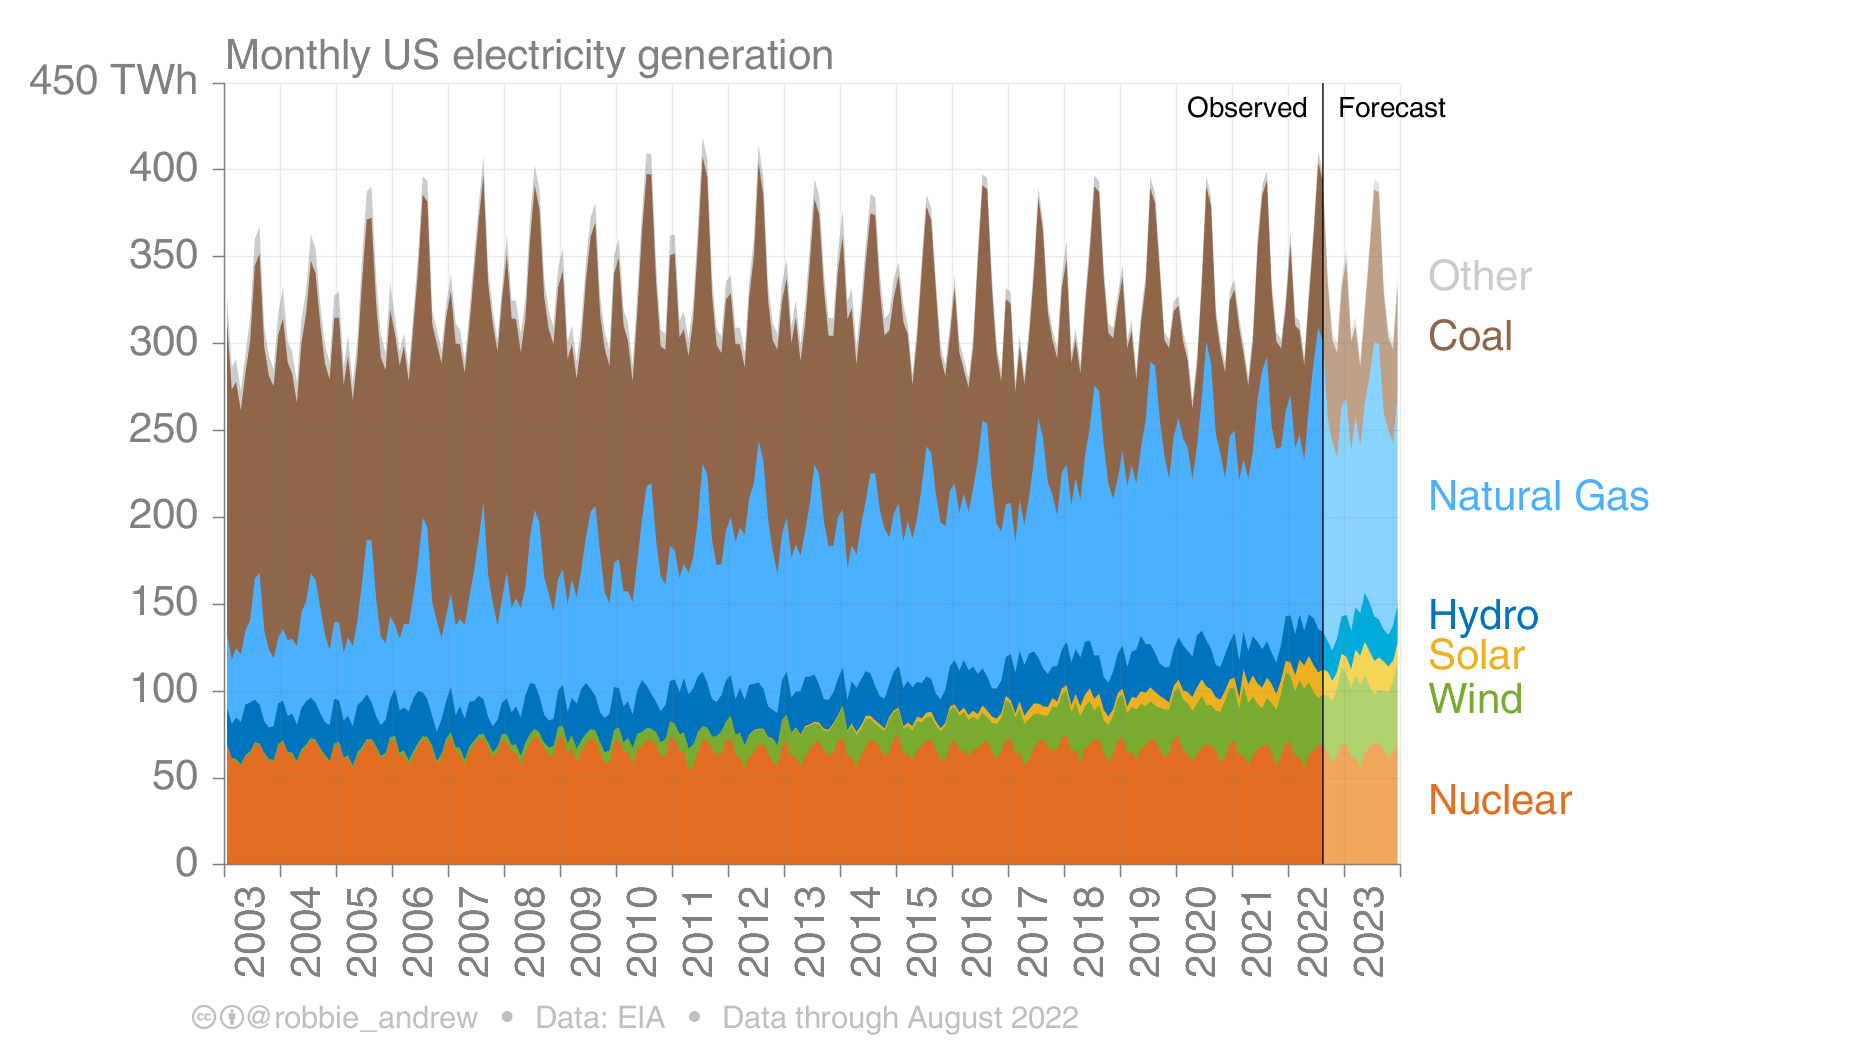 Monthly US electricity generation
450 TWh
Observed
Forecast
400
350
300
250
200
150
100
50
0
Other
Coal
Natural Gas
Hydro
Solar
Wind
Nuclear
2003
2004
2005
2006
2007
2008
2009
2010
2011
2012
2013
2014
2015
2016
2017
2018
2019
2020
2021
2022
2023
@robbie_andrew • Data: EIA • Data through August 2022